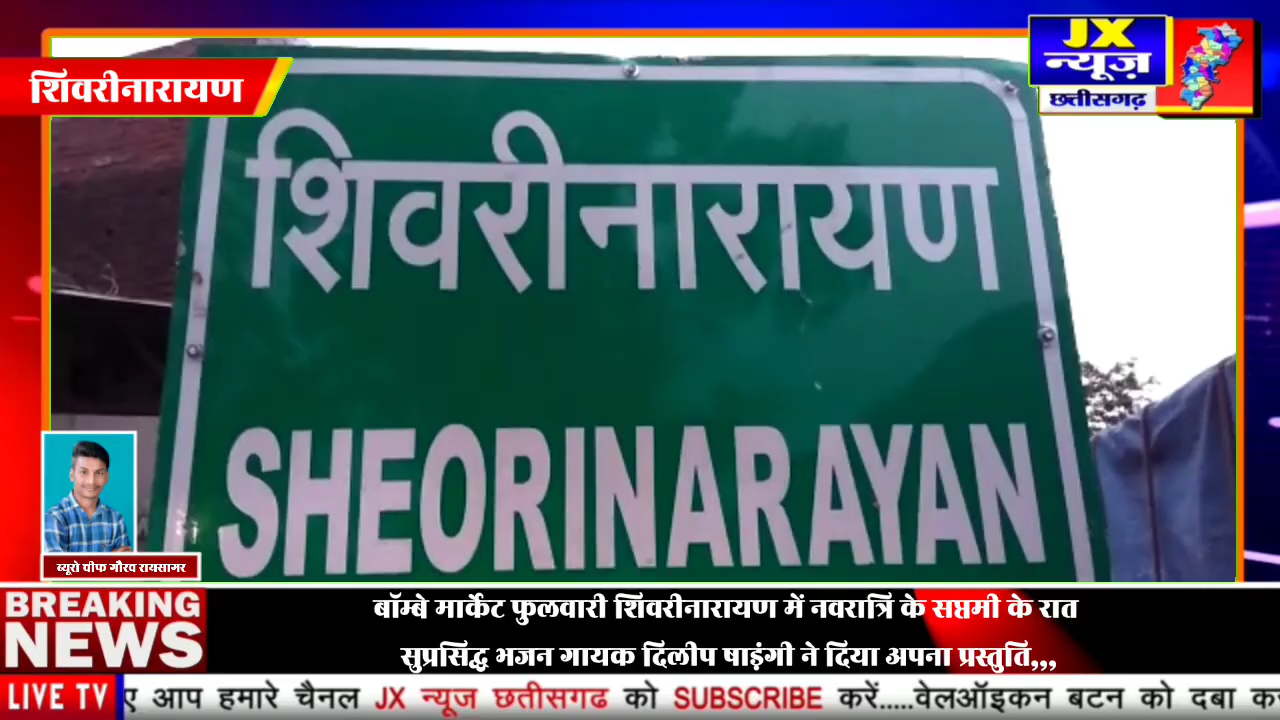 JX
न्यूज़
छत्तीसगढ़
शिवरीनारायण
शिवरीनारायण
SHEORINARAYAN
ब्यूरो चीफ गौरव रायसागर
BREAKING
NEWS
बॉम्बे मार्केट फुलवारी शिवरीनारायण में नवरात्रि के सप्तमी के रात
सुप्रसिद्ध भजन गायक दिलीप षाड़ंगी ने दिया अपना प्रस्तुति,,,
LIVE TV
आप हमारे चैनल JX न्यूज छत्तीसगढ को SUBSCRIBE करें.....वेलऑइकन बटन को दबा